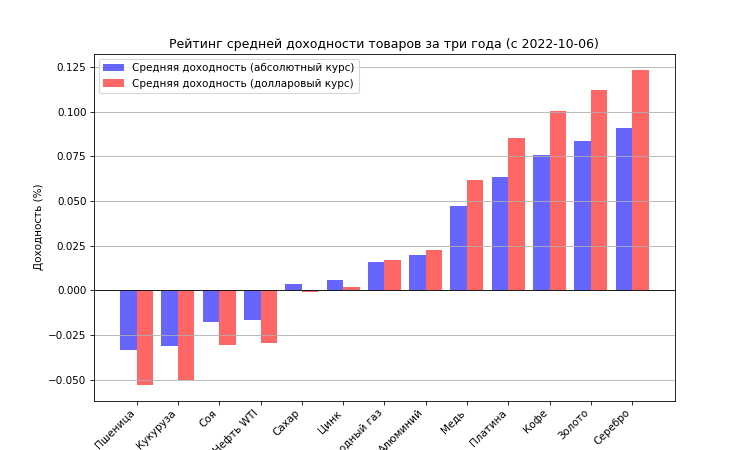 Рейтинг средней доходности товаров за три года (с 2022-10-06)
Средняя доходность (абсолютный курс)
Средняя доходность (долларовый курс)
Доходность (%)
0.125
0.100
0.075
0.050
0.025
0.000
−0.025
−0.050
Пшеница
Кукуруза
Соя
Нефть WTI
Сахар
Цинк
одный газ
Алюминий
Медь
Платина
Кофе
Золото
Серебро